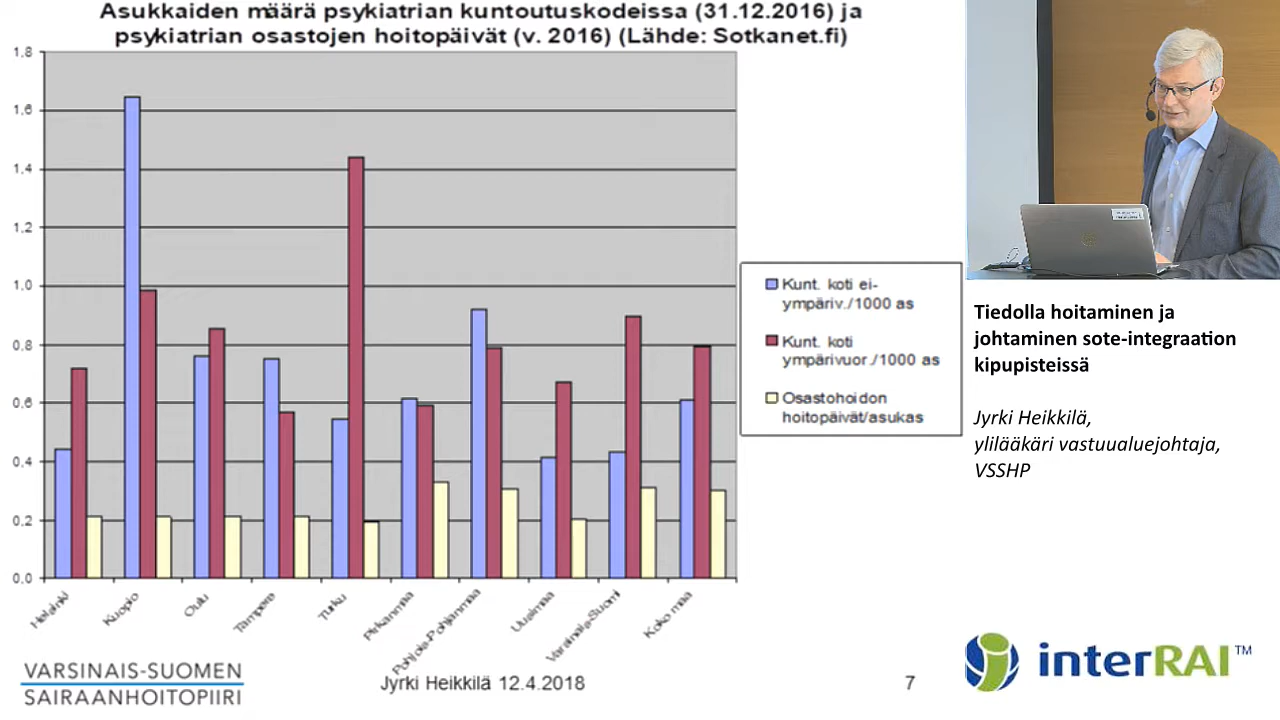 Asukkaiden määrä psykiatrian kuntoutuskodeissa (31.12.2016) ja
psykiatrian osastojen hoitopäivät (v. 2016) (Lähde: Sotkanet.fi)
1.8
1.6
1.4
1.2
1.0
0.8
0.6
0.4
0.2
0.0
Helsinki
Kuopio
Oulu
Tampere
Turku
Pirkanmaa
Pohjois-Pohjanmaa
Uusimaa
Varsinais-Suomi
Koko maa
Kunt. koti ei-
ympäriv./1000 as
Kunt. koti
ympärivuor./1000 as
Osastohoidon
hoitopäivät/asukas
Tiedolla hoitaminen ja
johtaminen sote-integraation
kipupisteissä
Jyrki Heikkilä,
ylilääkäri vastuualuejohtaja,
VSSHP
VARSINAIS-SUOMEN
SAIRAANHOITOPIIRI
Jyrki Heikkilä 12.4.2018
7
interRAI™